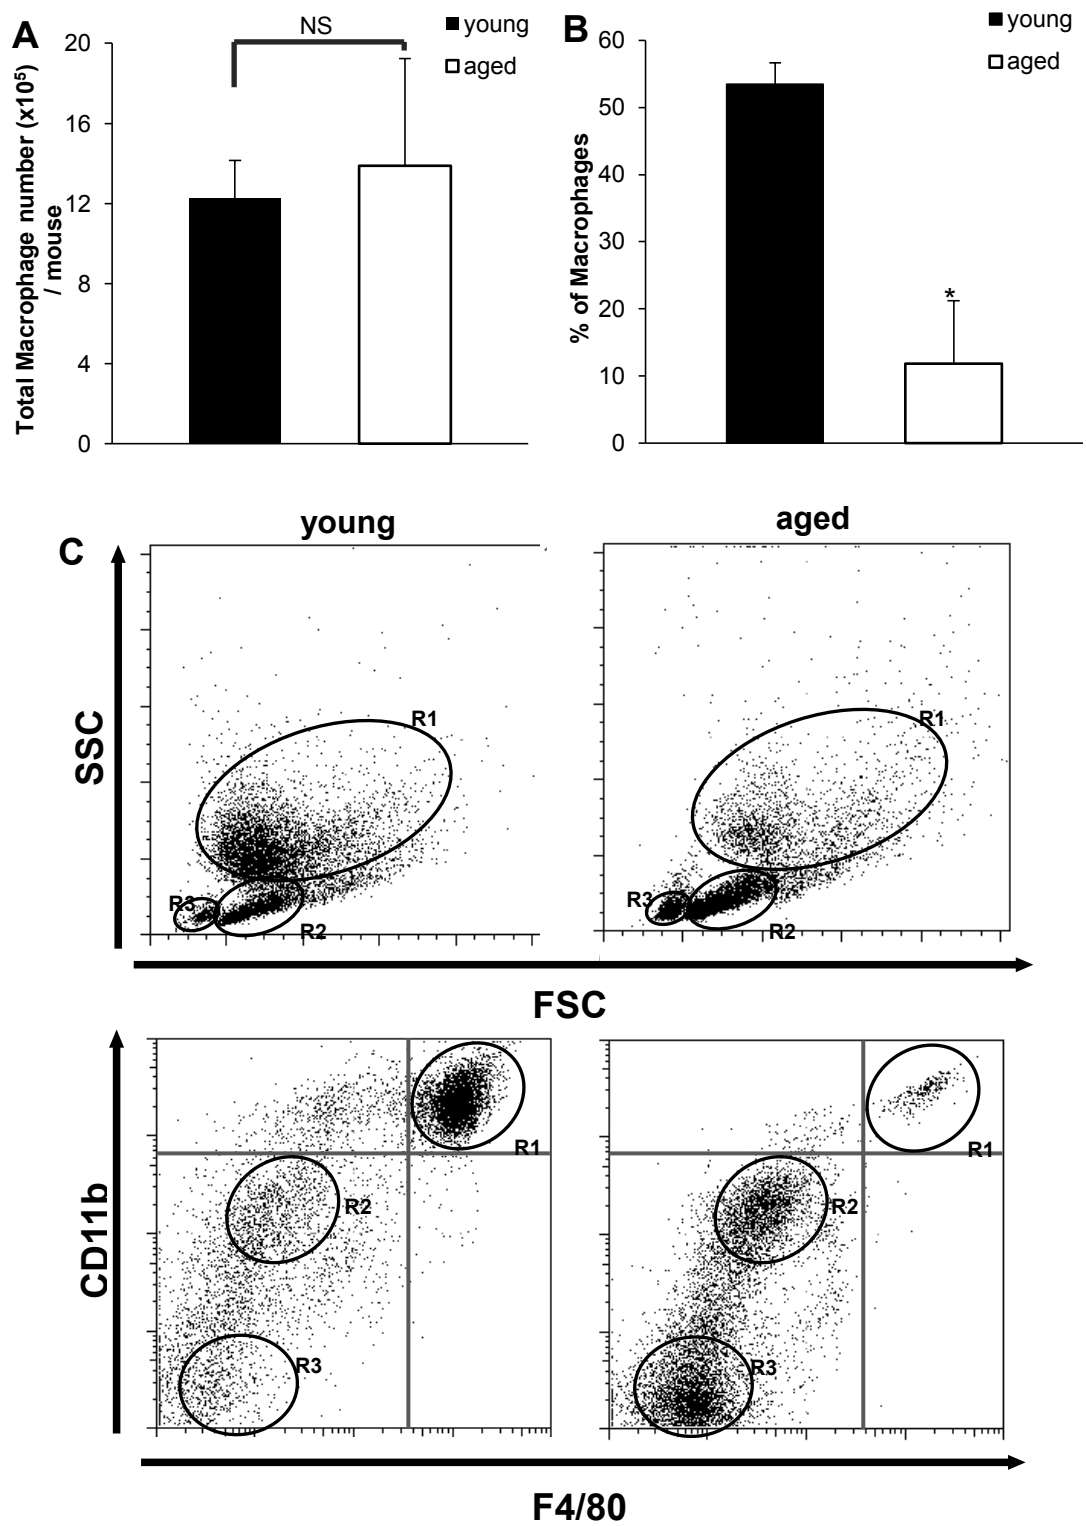 A
NS
young
aged
20
16
12
8
4
0
Total Macrophage number (x10⁵)
/ mouse
B
young
aged
60
50
40
30
20
10
0
% of Macrophages
*
C
young
aged
SSC
R1
R2
R3
R1
R2
R3
FSC
CD11b
R1
R2
R3
R1
R2
R3
F4/80